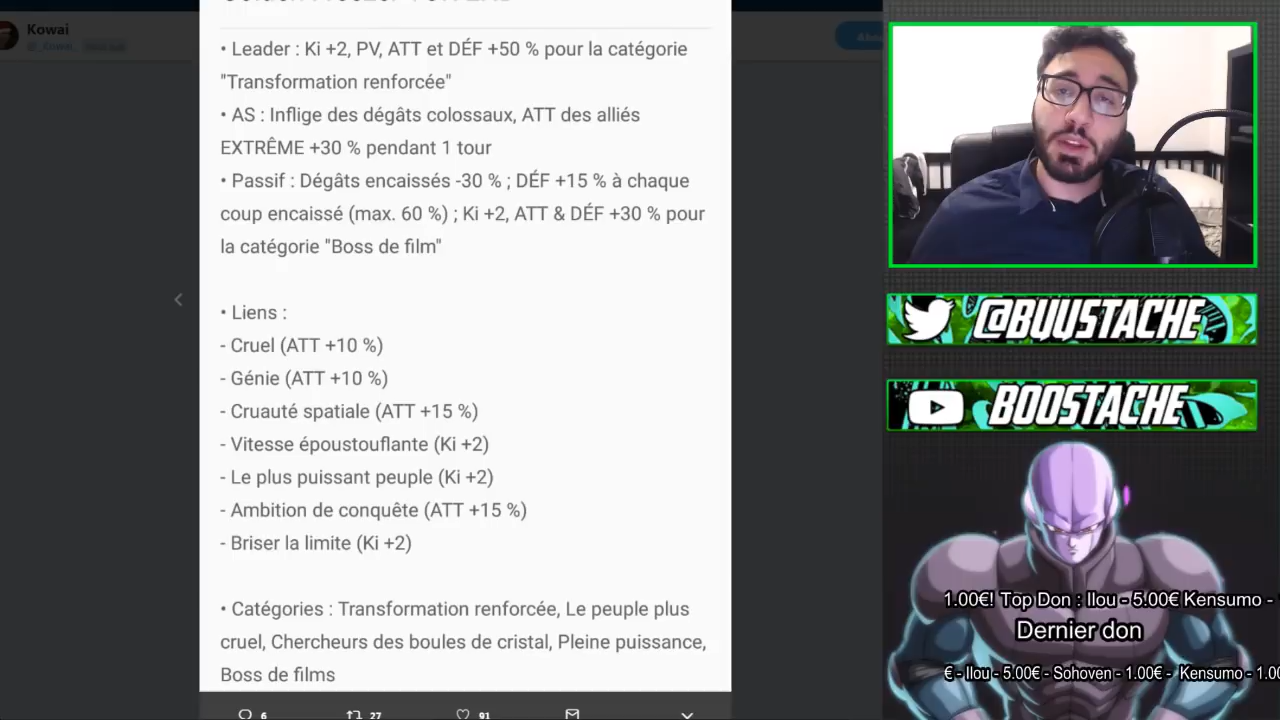 Kowai
@_Kowai_
• Leader : Ki +2, PV, ATT et DÉF +50 % pour la catégorie
"Transformation renforcée"
• AS : Inflige des dégâts colossaux, ATT des alliés
EXTRÊME +30 % pendant 1 tour
• Passif : Dégâts encaissés -30 % ; DÉF +15 % à chaque
coup encaissé (max. 60 %) ; Ki +2, ATT & DÉF +30 % pour
la catégorie "Boss de film"
• Liens :
- Cruel (ATT +10 %)
- Génie (ATT +10 %)
- Cruauté spatiale (ATT +15 %)
- Vitesse époustouflante (Ki +2)
- Le plus puissant peuple (Ki +2)
- Ambition de conquête (ATT +15 %)
- Briser la limite (Ki +2)
• Catégories : Transformation renforcée, Le peuple plus
cruel, Chercheurs des boules de cristal, Pleine puissance,
Boss de films
6
27
91
@BUUSTACHE
BOOSTACHE
1.00€! Top Don : Ilou - 5.00€ Kensumo -
Dernier don
€ - Ilou - 5.00€ - Sohoven - 1.00€ - Kensumo - 1.00